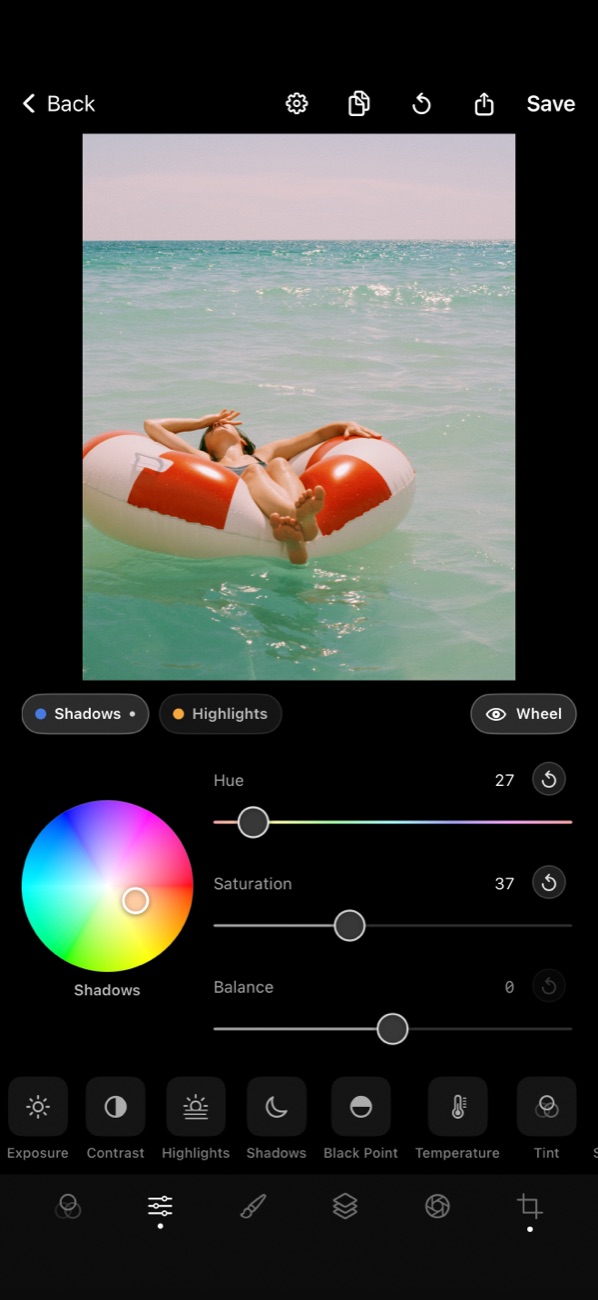 Back
Save
Shadows
Highlights
Wheel
Hue 27
Saturation 37
Shadows
Balance 0
Exposure
Contrast
Highlights
Shadows
Black Point
Temperature
Tint